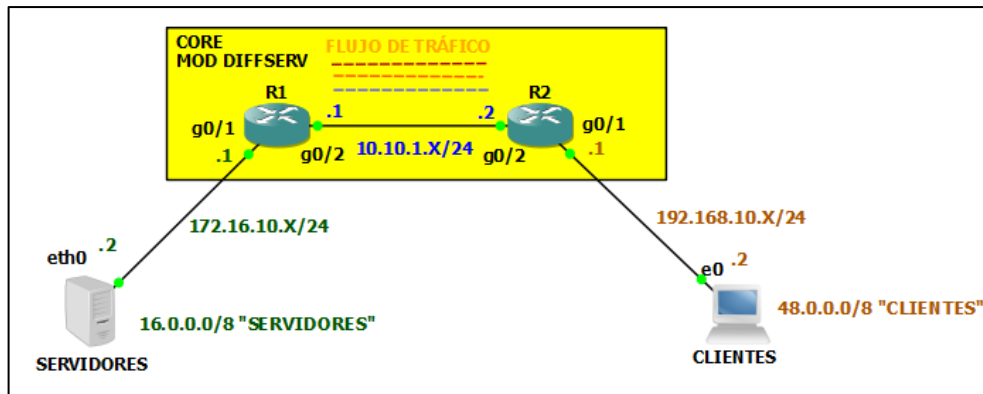 CORE
MOD DIFFSERV
FLUJO DE TRÁFICO
R1
R2
.1
.2
g0/1
g0/1
.1
g0/2
10.10.1.X/24
g0/2
.1
172.16.10.X/24
192.168.10.X/24
eth0
.2
e0
.2
16.0.0.0/8 "SERVIDORES"
48.0.0.0/8 "CLIENTES"
SERVIDORES
CLIENTES